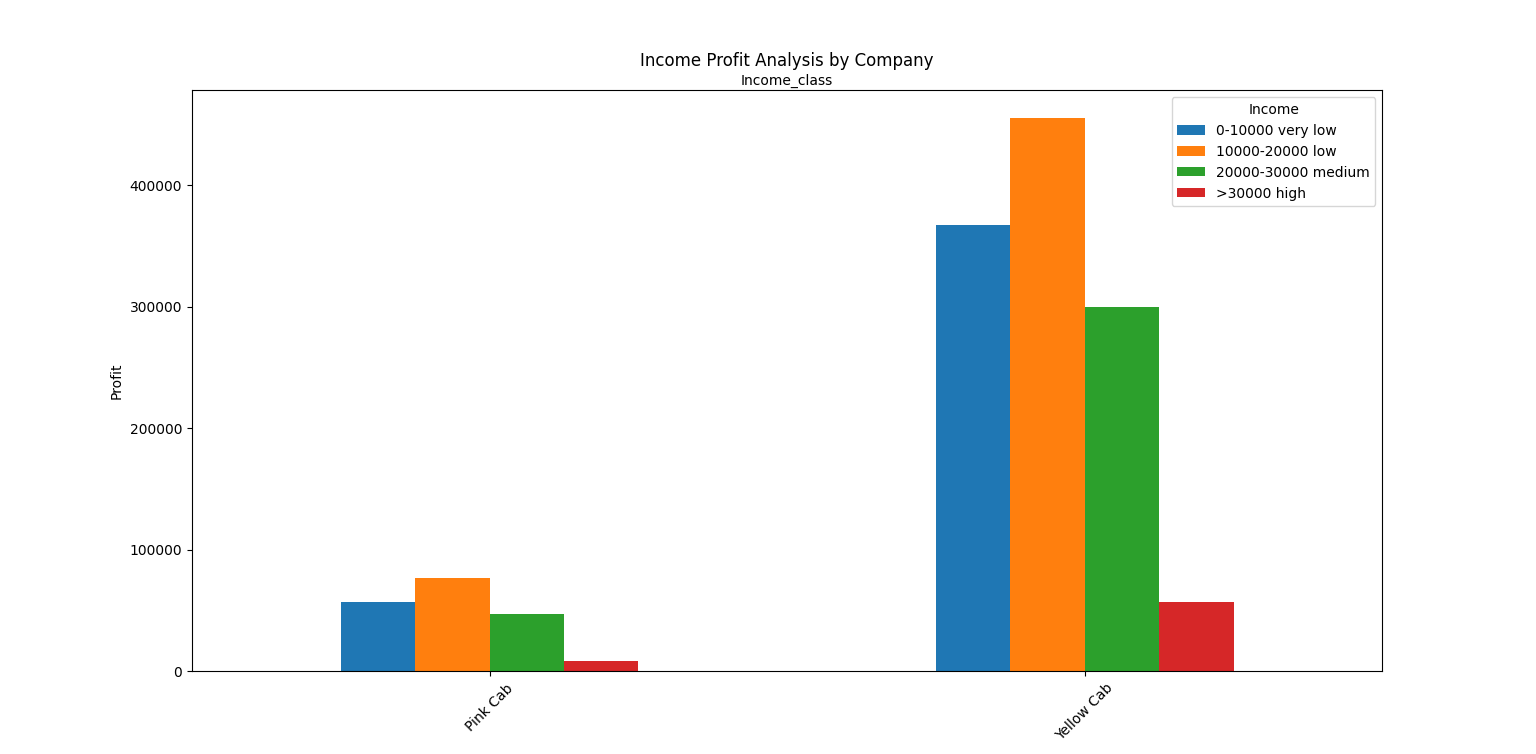 Income Profit Analysis by Company
Income_class
Income
0-10000 very low
10000-20000 low
20000-30000 medium
>30000 high
Profit
400000
300000
200000
100000
0
Pink Cab
Yellow Cab